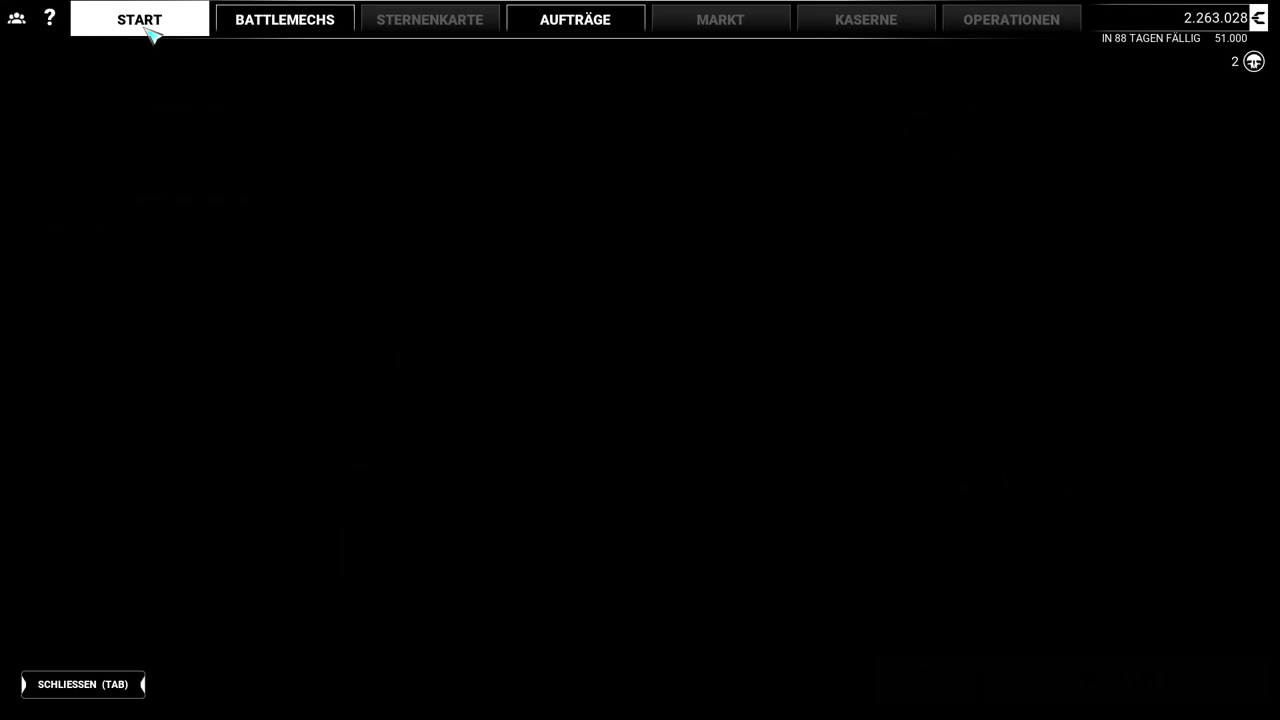 ?
START
BATTLEMECHS
STERNENKARTE
AUFTRÄGE
MARKT
KASERNE
OPERATIONEN
2.263.028
IN 88 TAGEN FÄLLIG 51.000
2
SCHLIESSEN (TAB)